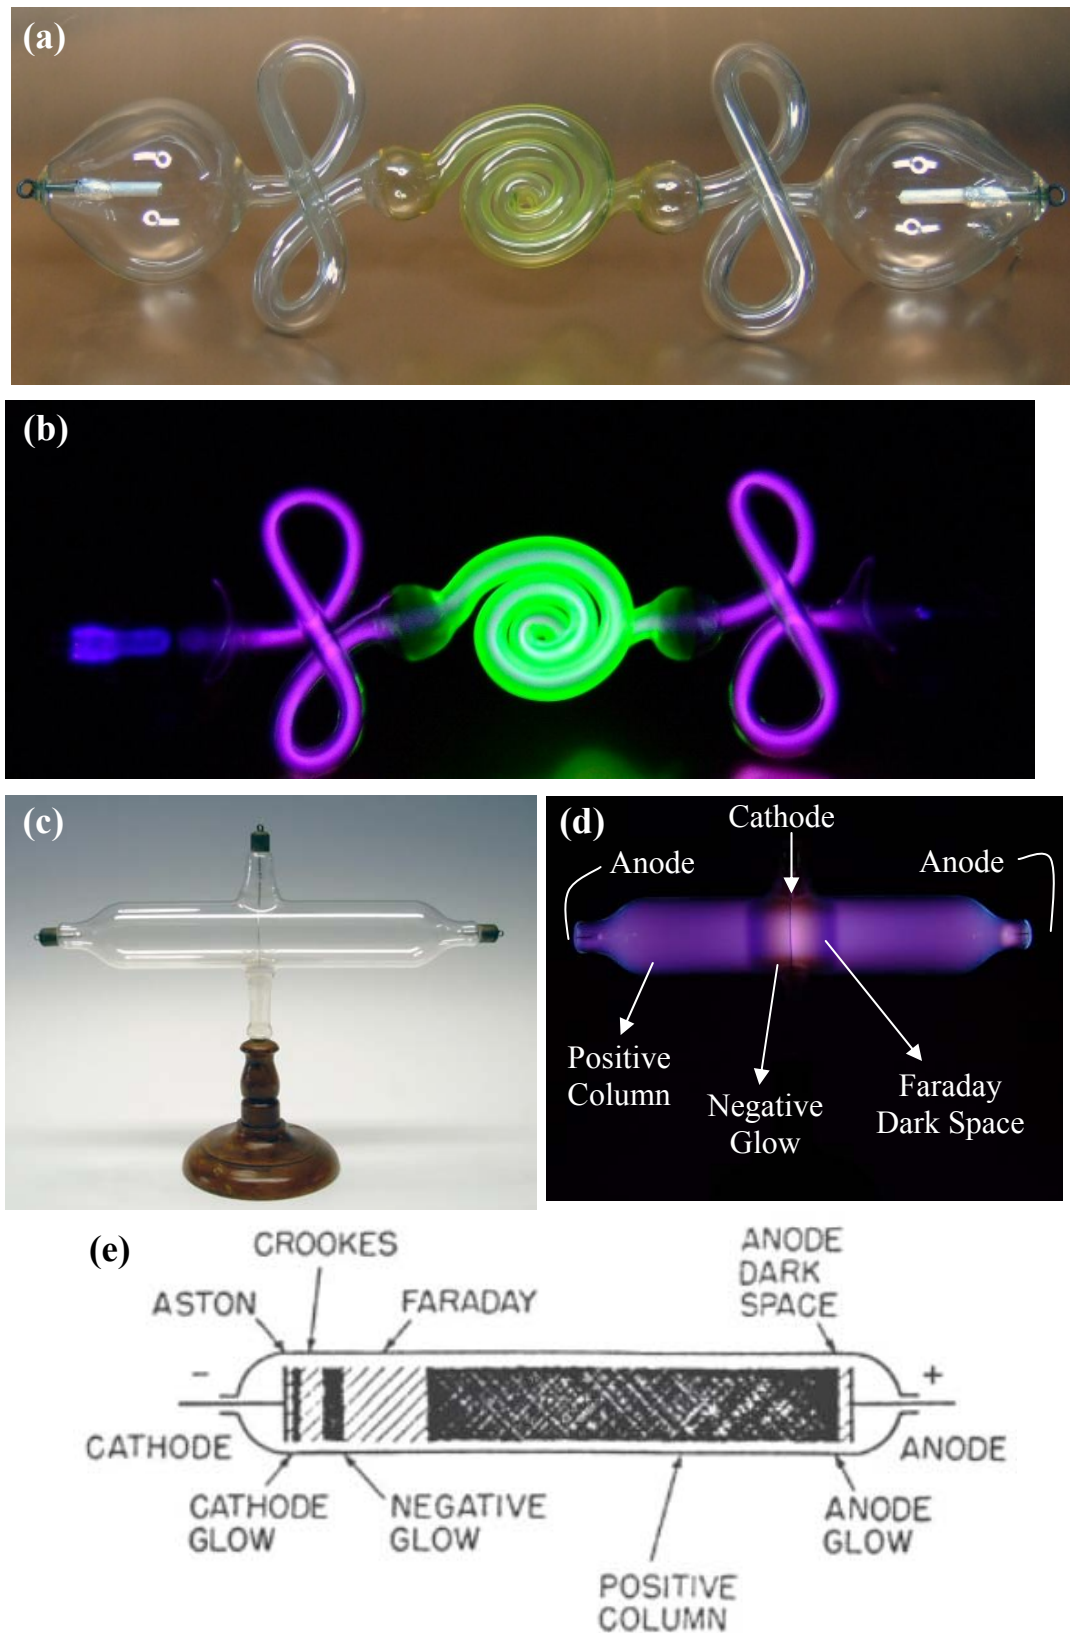 (a)
(b)
(c)
(d)
Cathode
Anode
Anode
Positive
Column
Negative
Glow
Faraday
Dark Space
(e)
CROOKES
ANODE
DARK
SPACE
ASTON
FARADAY
-
+
CATHODE
ANODE
CATHODE
GLOW
NEGATIVE
GLOW
ANODE
GLOW
POSITIVE
COLUMN